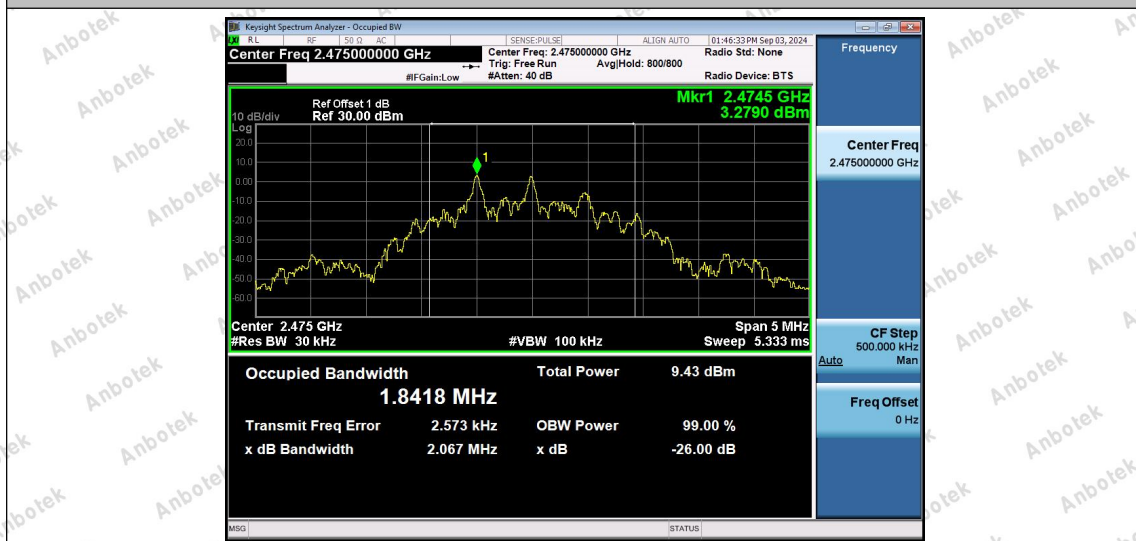 Keysight Spectrum Analyzer - Occupied BW
RL RF 50 Ω AC SENSE:PULSE ALIGN AUTO 01:46:33 PM Sep 03, 2024
Center Freq 2.475000000 GHz
Center Freq: 2.475000000 GHz Radio Std: None
Trig: Free Run Avg|Hold: 800/800
#IFGain:Low #Atten: 40 dB Radio Device: BTS
Frequency
Mkr1 2.4745 GHz
3.2790 dBm
Ref Offset 1 dB
10 dB/div Ref 30.00 dBm
Log
20.0
10.0
0.00
-10.0
-20.0
-30.0
-40.0
-50.0
-60.0
1
Center 2.475 GHz Span 5 MHz
#Res BW 30 kHz #VBW 100 kHz Sweep 5.333 ms
Occupied Bandwidth Total Power 9.43 dBm
1.8418 MHz
Transmit Freq Error 2.573 kHz OBW Power 99.00 %
x dB Bandwidth 2.067 MHz x dB -26.00 dB
Center Freq
2.475000000 GHz
CF Step
500.000 kHz
Auto Man
Freq Offset
0 Hz
MSG STATUS
Anbotek